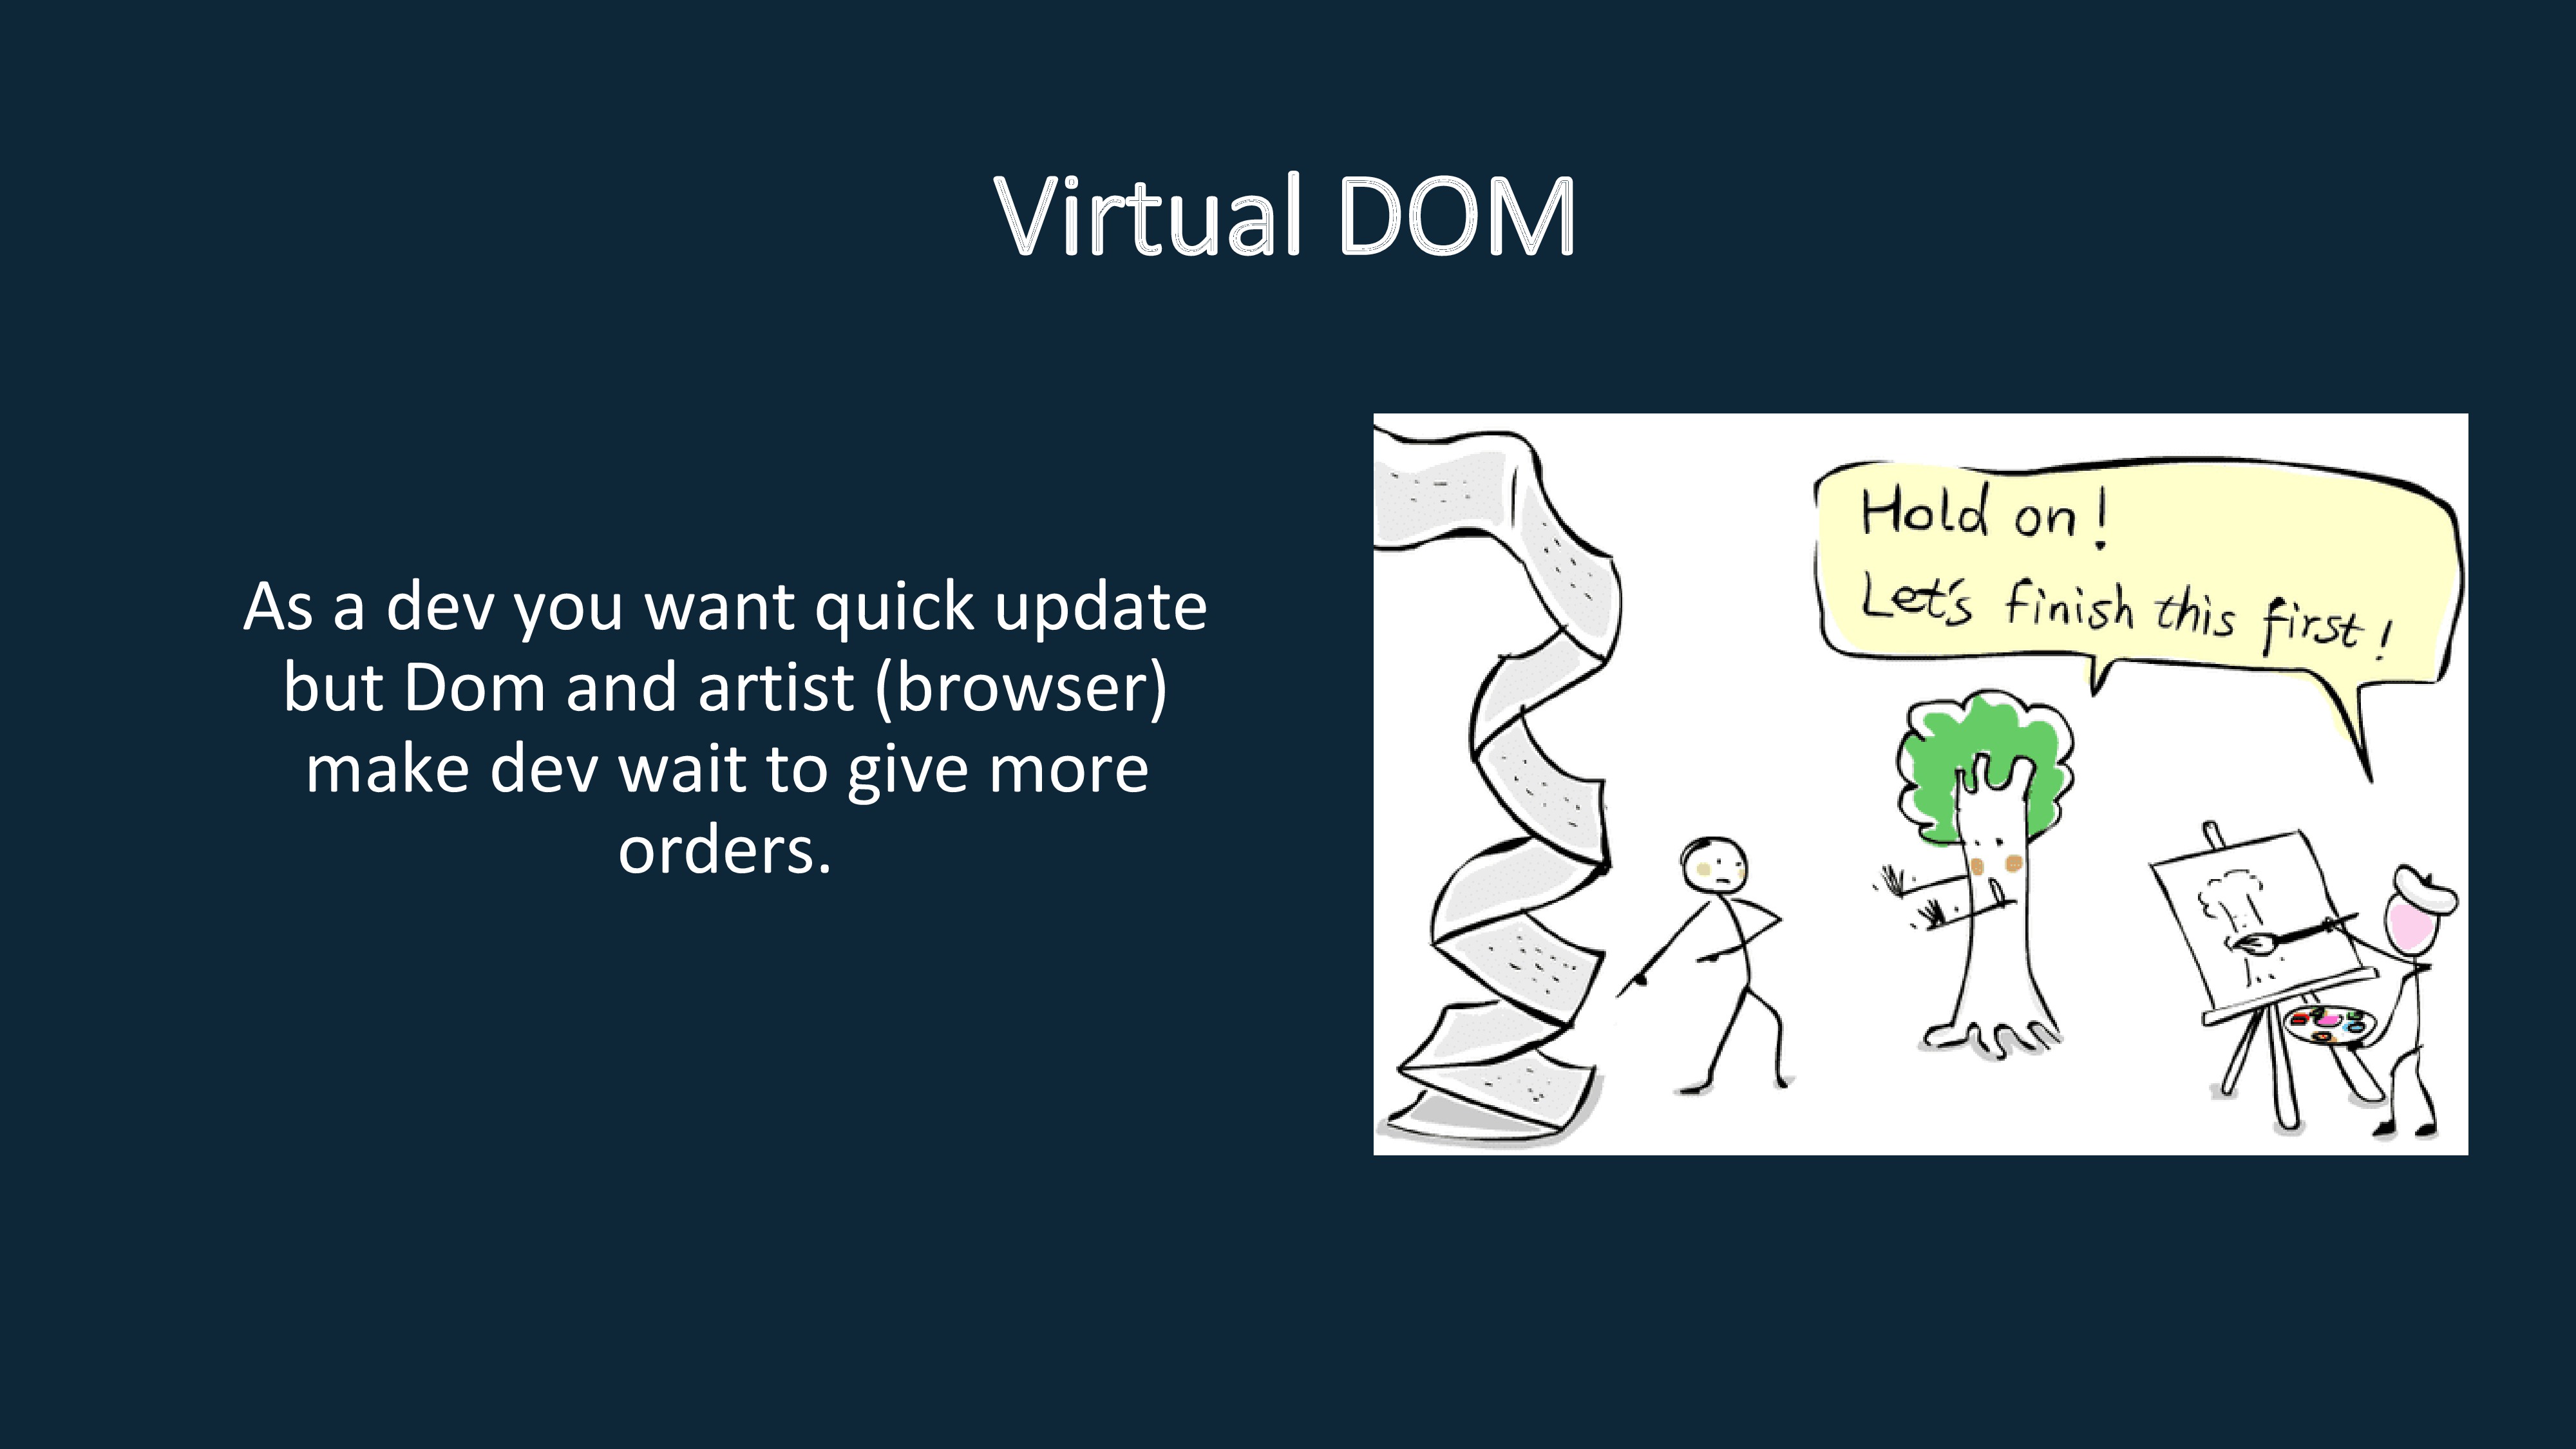 Virtual DOM
As a dev you want quick update
but Dom and artist (browser)
make dev wait to give more
orders.
Hold on!
Let's finish this first!